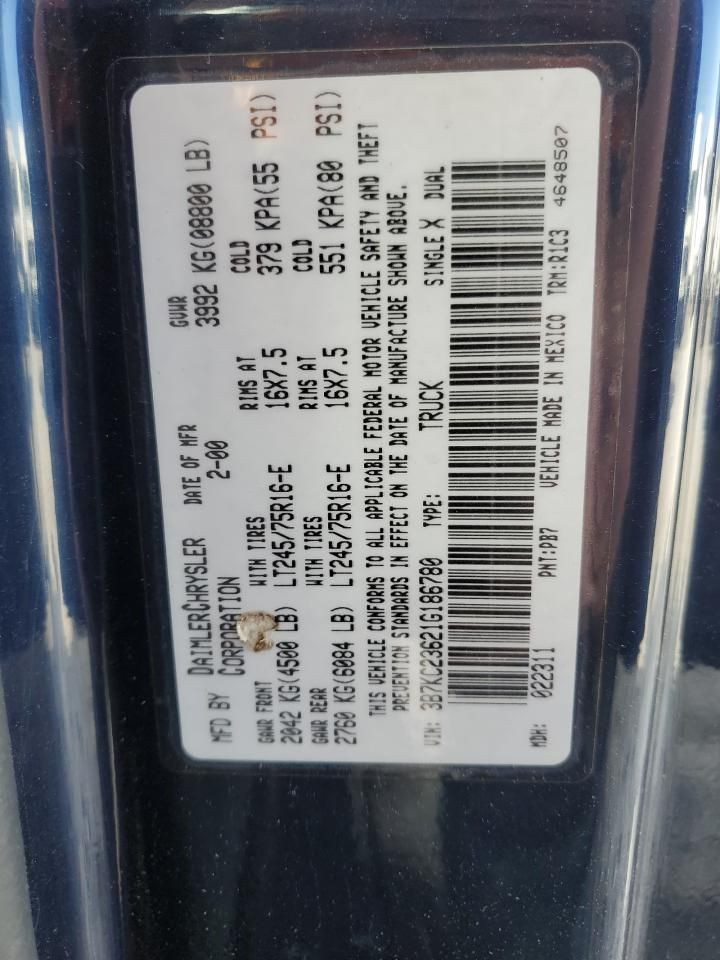 MFD BY DAIMLERCHRYSLER CORPORATION DATE OF MFR 2-00 GVWR 3992 KG(08800 LB)
GAWR FRONT WITH TIRES RIMS AT COLD
2042 KG(4500 LB) LT245/75R16-E 16X7.5 379 KPA(55 PSI)
GAWR REAR WITH TIRES RIMS AT COLD
2760 KG(6084 LB) LT245/75R16-E 16X7.5 551 KPA(80 PSI)
THIS VEHICLE CONFORMS TO ALL APPLICABLE FEDERAL MOTOR VEHICLE SAFETY AND THEFT
PREVENTION STANDARDS IN EFFECT ON THE DATE OF MANUFACTURE SHOWN ABOVE.
VIN: 3B7KC23621G186780 TYPE: TRUCK SINGLE X DUAL
MDH: 022311 PNT:PB7 VEHICLE MADE IN MEXICO TRM:R1C3 4648507